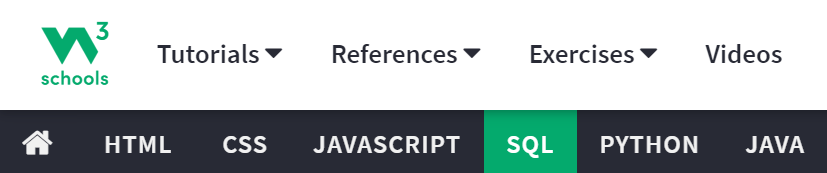 W3
schools
Tutorials References Exercises Videos
HTML CSS JAVASCRIPT SQL PYTHON JAVA